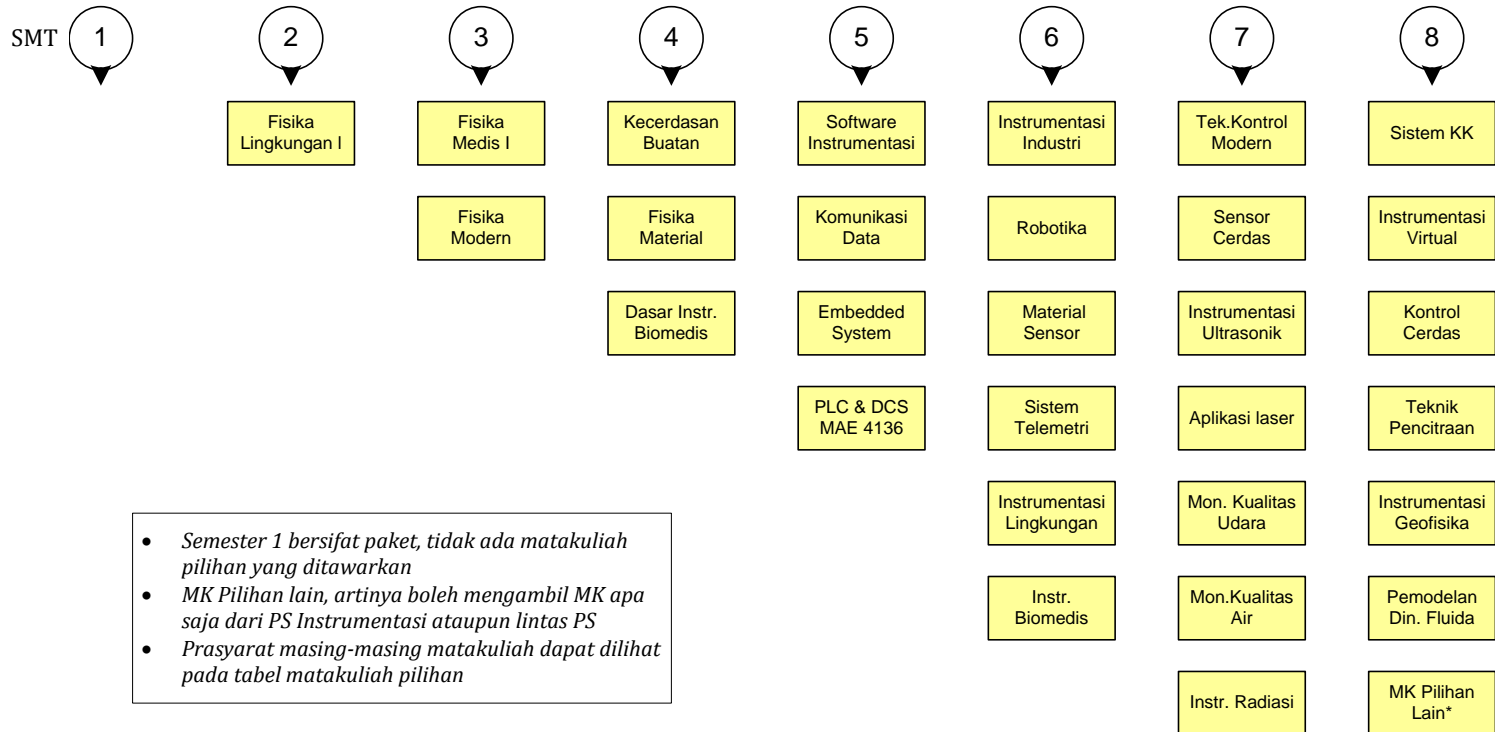 SMT 1 2 3 4 5 6 7 8
Fisika
Lingkungan I
Fisika
Medis I
Kecerdasan
Buatan
Software
Instrumentasi
Instrumentasi
Industri
Tek.Kontrol
Modern
Sistem KK
Fisika
Modern
Fisika
Material
Komunikasi
Data
Robotika
Sensor
Cerdas
Instrumentasi
Virtual
Dasar Instr.
Biomedis
Embedded
System
Material
Sensor
Instrumentasi
Ultrasonik
Kontrol
Cerdas
PLC & DCS
MAE 4136
Sistem
Telemetri
Aplikasi laser
Teknik
Pencitraan
Instrumentasi
Lingkungan
Mon. Kualitas
Udara
Instrumentasi
Geofisika
Instr.
Biomedis
Mon.Kualitas
Air
Pemodelan
Din. Fluida
Instr. Radiasi
MK Pilihan
Lain*
• Semester 1 bersifat paket, tidak ada matakuliah
pilihan yang ditawarkan
• MK Pilihan lain, artinya boleh mengambil MK apa
saja dari PS Instrumentasi ataupun lintas PS
• Prasyarat masing-masing matakuliah dapat dilihat
pada tabel matakuliah pilihan